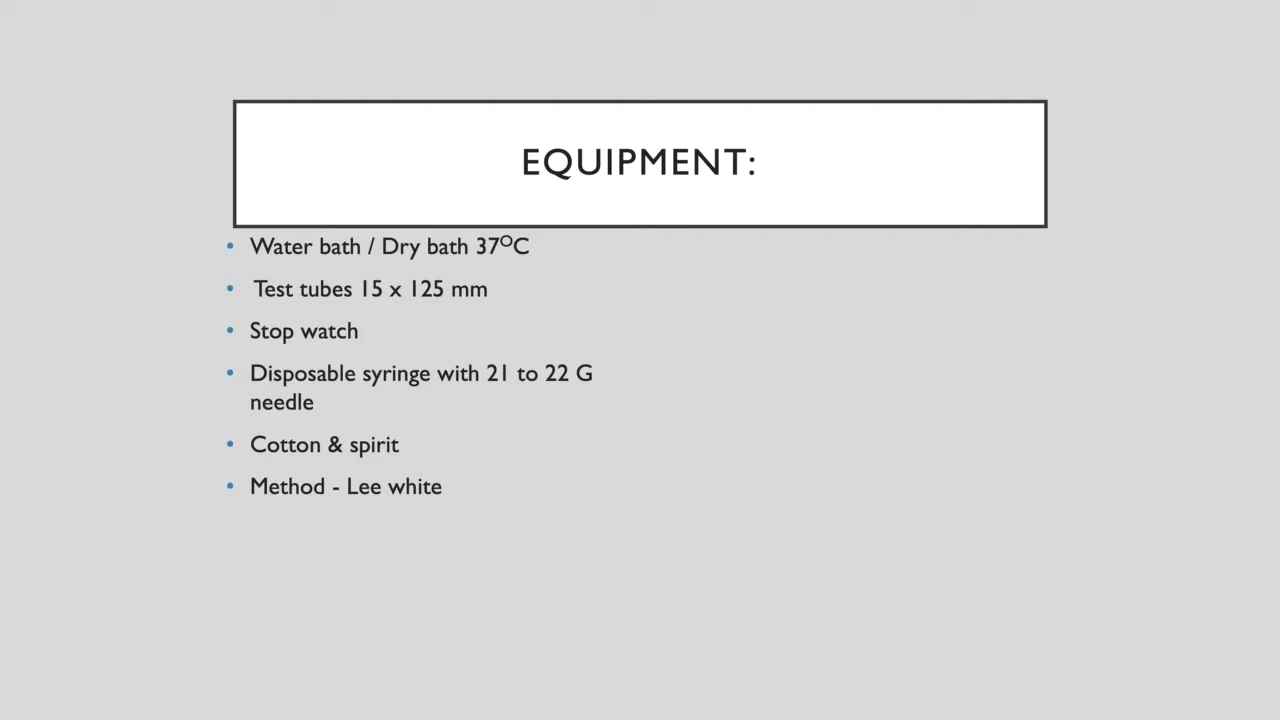 EQUIPMENT:
• Water bath / Dry bath 37⁰C
• Test tubes 15 x 125 mm
• Stop watch
• Disposable syringe with 21 to 22 G
needle
• Cotton & spirit
• Method - Lee white